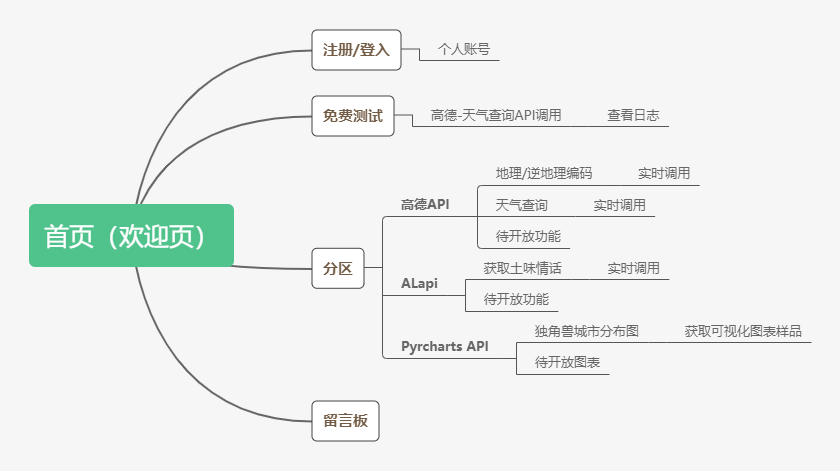 首页（欢迎页）
注册/登入
个人账号
免费测试
高德-天气查询API调用
查看日志
分区
高德API
地理/逆地理编码
实时调用
天气查询
实时调用
待开放功能
ALapi
获取土味情话
实时调用
待开放功能
Pyrcharts API
独角兽城市分布图
获取可视化图表样品
待开放图表
留言板